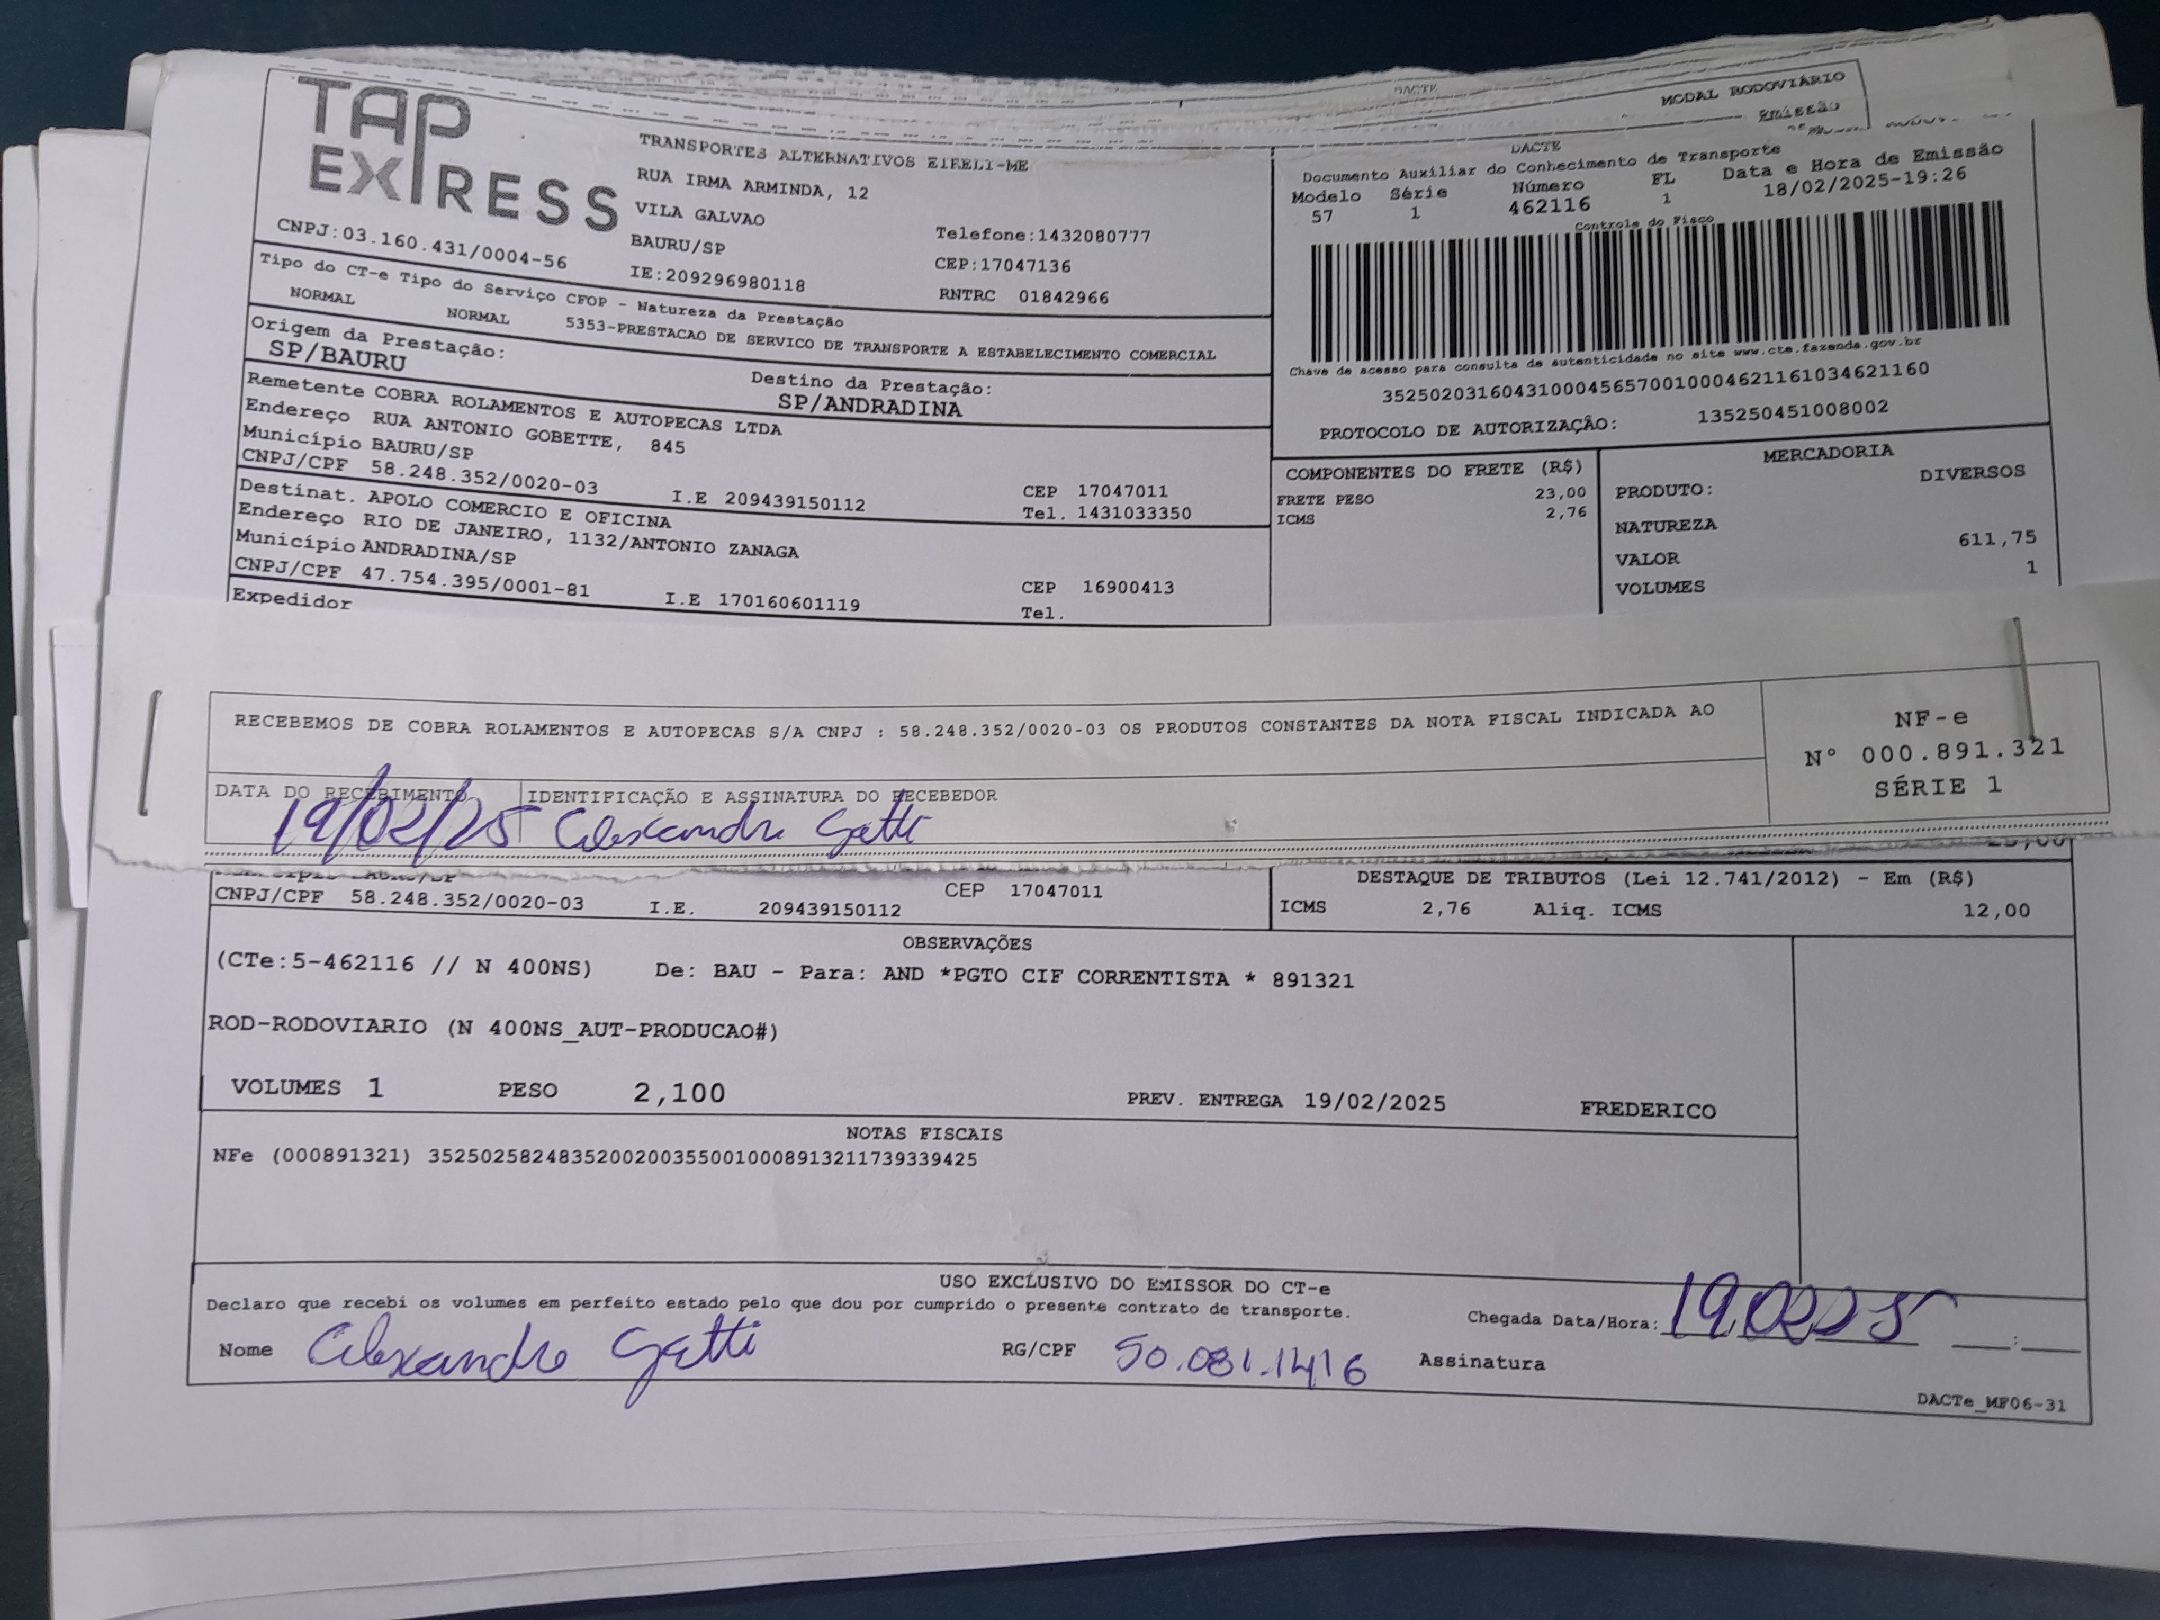 DACTE
MODAL RODOVIÁRIO
Emissão
TAP EXPRESS
TRANSPORTES ALTERNATIVOS EIRELI-ME
RUA IRMA ARMINDA, 12
VILA GALVAO
BAURU/SP
Telefone:1432080777
CEP:17047136
CNPJ:03.160.431/0004-56
IE:209296980118
RNTRC 01842966
DACTE
Documento Auxiliar do Conhecimento de Transporte
Modelo Série Número FL Data e Hora de Emissão
57 1 462116 1 18/02/2025-19:26
Controle do Fisco
Chave de acesso para consulta de autenticidade no site www.cte.fazenda.gov.br
35250203160431000456570010004621161034621160
PROTOCOLO DE AUTORIZAÇÃO: 135250451008002
Tipo do CT-e Tipo do Serviço CFOP - Natureza da Prestação
NORMAL NORMAL 5353-PRESTACAO DE SERVICO DE TRANSPORTE A ESTABELECIMENTO COMERCIAL
Origem da Prestação: Destino da Prestação:
SP/BAURU SP/ANDRADINA
Remetente COBRA ROLAMENTOS E AUTOPECAS LTDA
Endereço RUA ANTONIO GOBETTE, 845
Município BAURU/SP CEP 17047011
CNPJ/CPF 58.248.352/0020-03 I.E 209439150112 Tel. 1431033350
Destinat. APOLO COMERCIO E OFICINA
Endereço RIO DE JANEIRO, 1132/ANTONIO ZANAGA
Município ANDRADINA/SP CEP 16900413
CNPJ/CPF 47.754.395/0001-81 I.E 170160601119 Tel.
Expedidor
COMPONENTES DO FRETE (R$)
FRETE PESO 23,00
ICMS 2,76
MERCADORIA
PRODUTO: DIVERSOS
NATUREZA
VALOR 611,75
VOLUMES 1
RECEBEMOS DE COBRA ROLAMENTOS E AUTOPECAS S/A CNPJ : 58.248.352/0020-03 OS PRODUTOS CONSTANTES DA NOTA FISCAL INDICADA AO
NF-e
N° 000.891.321
SÉRIE 1
DATA DO RECEBIMENTO IDENTIFICAÇÃO E ASSINATURA DO RECEBEDOR
19/02/25 Alexandre Gatti
CNPJ/CPF 58.248.352/0020-03 I.E. 209439150112 CEP 17047011
DESTAQUE DE TRIBUTOS (Lei 12.741/2012) - Em (R$)
ICMS 2,76 Aliq. ICMS 12,00
OBSERVAÇÕES
(CTe:5-462116 // N 400NS) De: BAU - Para: AND *PGTO CIF CORRENTISTA * 891321
ROD-RODOVIARIO (N 400NS_AUT-PRODUCAO#)
VOLUMES 1 PESO 2,100 PREV. ENTREGA 19/02/2025 FREDERICO
NOTAS FISCAIS
NFe (000891321) 35250258248352002003550010008913211739339425
USO EXCLUSIVO DO EMISSOR DO CT-e
Declaro que recebi os volumes em perfeito estado pelo que dou por cumprido o presente contrato de transporte.
Chegada Data/Hora: 19,02,25 :
Nome Alexandre Gatti RG/CPF 50.081.1416 Assinatura
DACTe_MF06-31